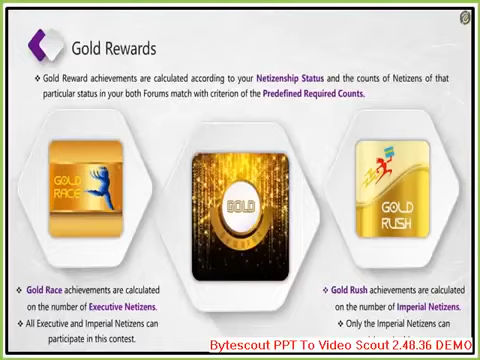 Gold Rewards
❖ Gold Reward achievements are calculated according to your Netizenship Status and the counts of Netizens of that
particular status in your both Forums match with criterion of the Predefined Required Counts.
GOLD
RACE
GOLD
GOLD
RUSH
❖ Gold Race achievements are calculated
on the number of Executive Netizens.
❖ All Executive and Imperial Netizens can
participate in this contest.
❖ Gold Rush achievements are calculated
on the number of Imperial Netizens.
❖ Only the Imperial Netizens can
Bytescout PPT To Video Scout 2.48.36 DEMO